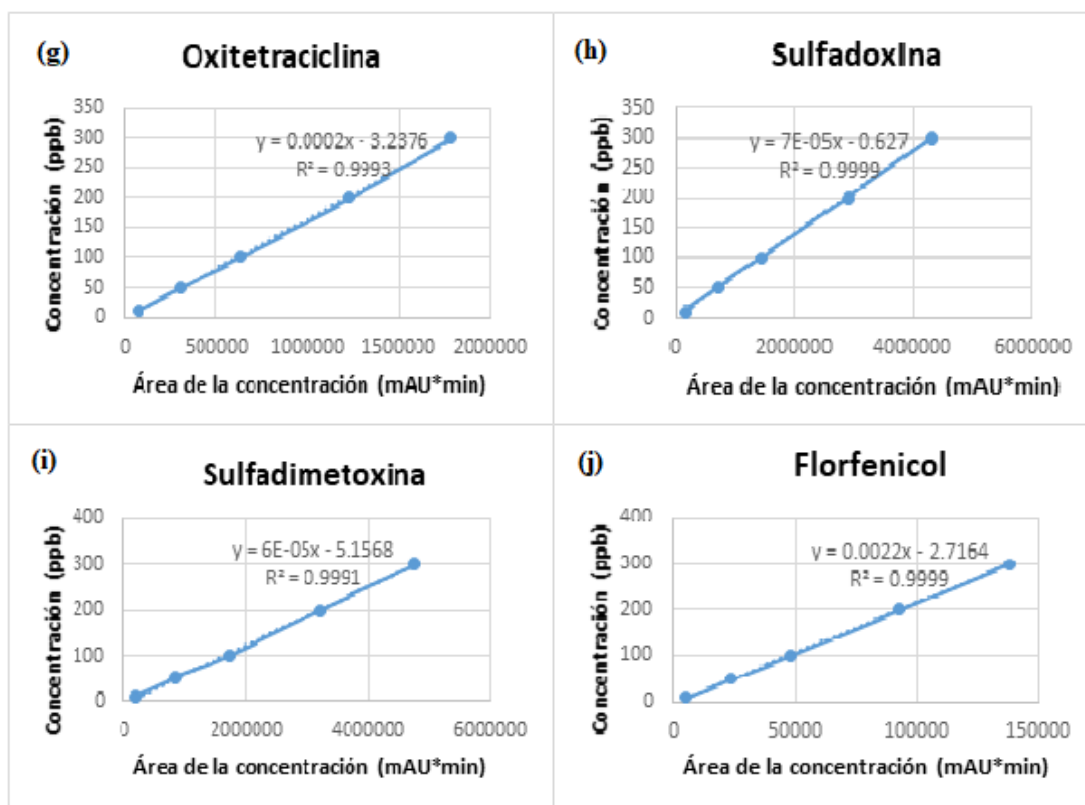 (g)
Oxitetraciclina
Concentración (ppb)
350
300
250
200
150
100
50
0
y = 0.0002x - 3.2376
R² = 0.9993
0 500000 1000000 1500000 2000000
Área de la concentración (mAU*min)
(h)
Sulfadoxina
Concentración (ppb)
350
300
250
200
150
100
50
0
y = 7E-05x - 0.627
R² = 0.9999
0 2000000 4000000 6000000
Área de la concentración (mAU*min)
(i)
Sulfadimetoxina
Concentración (ppb)
400
300
200
100
0
y = 6E-05x - 5.1568
R² = 0.9991
0 2000000 4000000 6000000
Área de la concentración (mAU*min)
(j)
Florfenicol
Concentración (ppb)
400
300
200
100
0
y = 0.0022x - 2.7164
R² = 0.9999
0 50000 100000 150000
Área de la concentración (mAU*min)